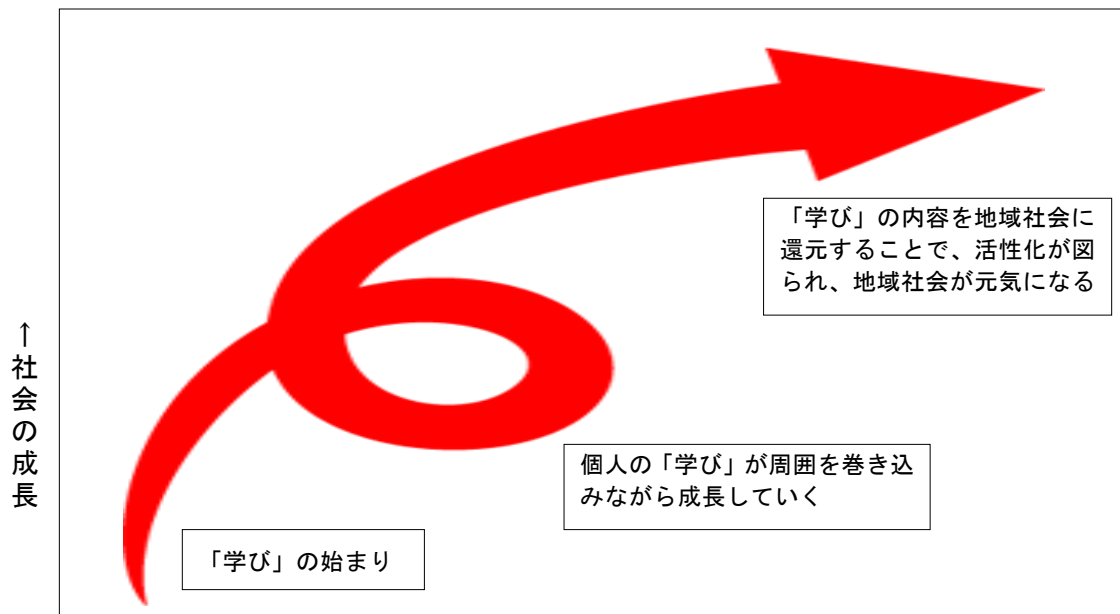 「学び」の内容を地域社会に
還元することで、活性化が図
られ、地域社会が元気になる
↑社会の成長
個人の「学び」が周囲を巻き込
みながら成長していく
「学び」の始まり